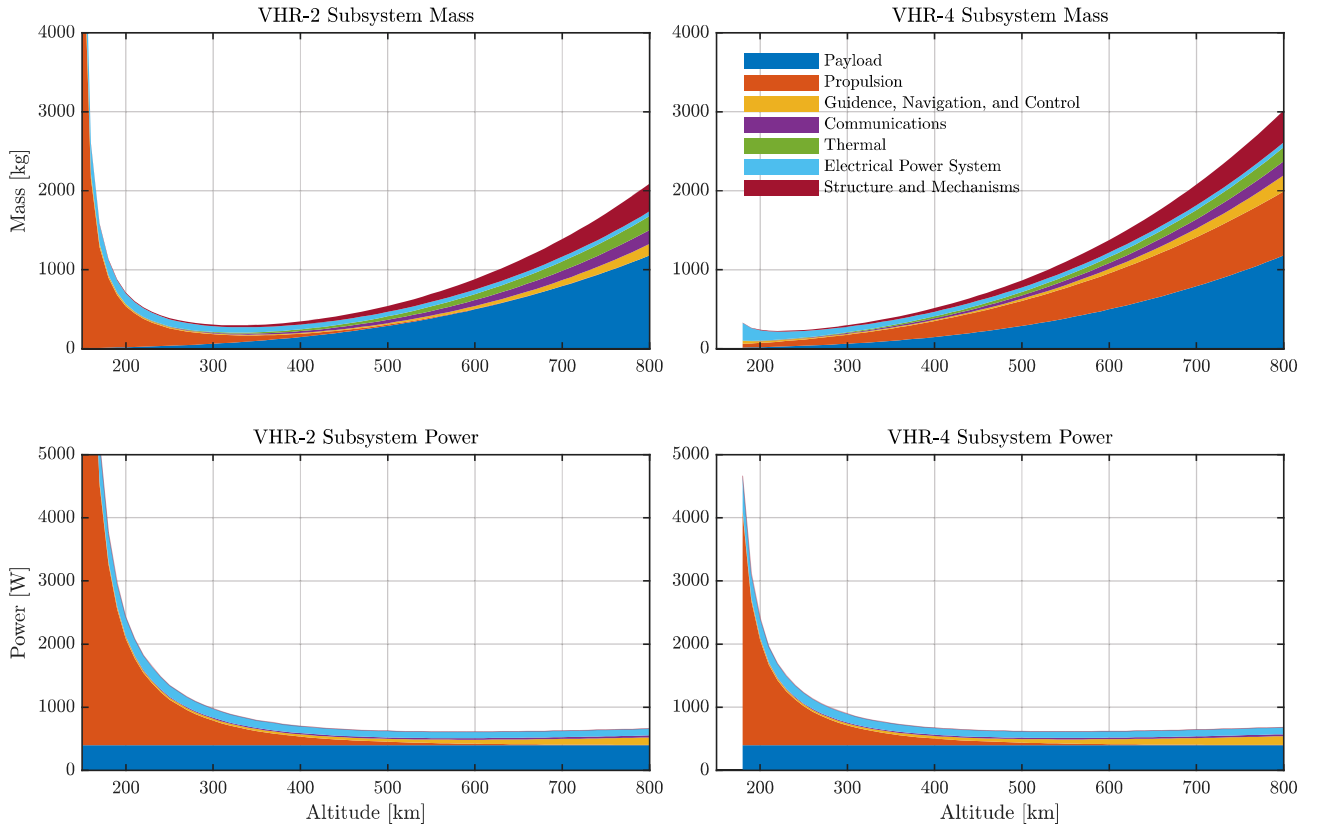 VHR-2 Subsystem Mass
4000
3000
2000
1000
0
200 300 400 500 600 700 800
Mass [kg]
VHR-4 Subsystem Mass
4000
3000
2000
1000
0
200 300 400 500 600 700 800
Payload
Propulsion
Guidence, Navigation, and Control
Communications
Thermal
Electrical Power System
Structure and Mechanisms
VHR-2 Subsystem Power
5000
4000
3000
2000
1000
0
200 300 400 500 600 700 800
Power [W]
Altitude [km]
VHR-4 Subsystem Power
5000
4000
3000
2000
1000
0
200 300 400 500 600 700 800
Altitude [km]